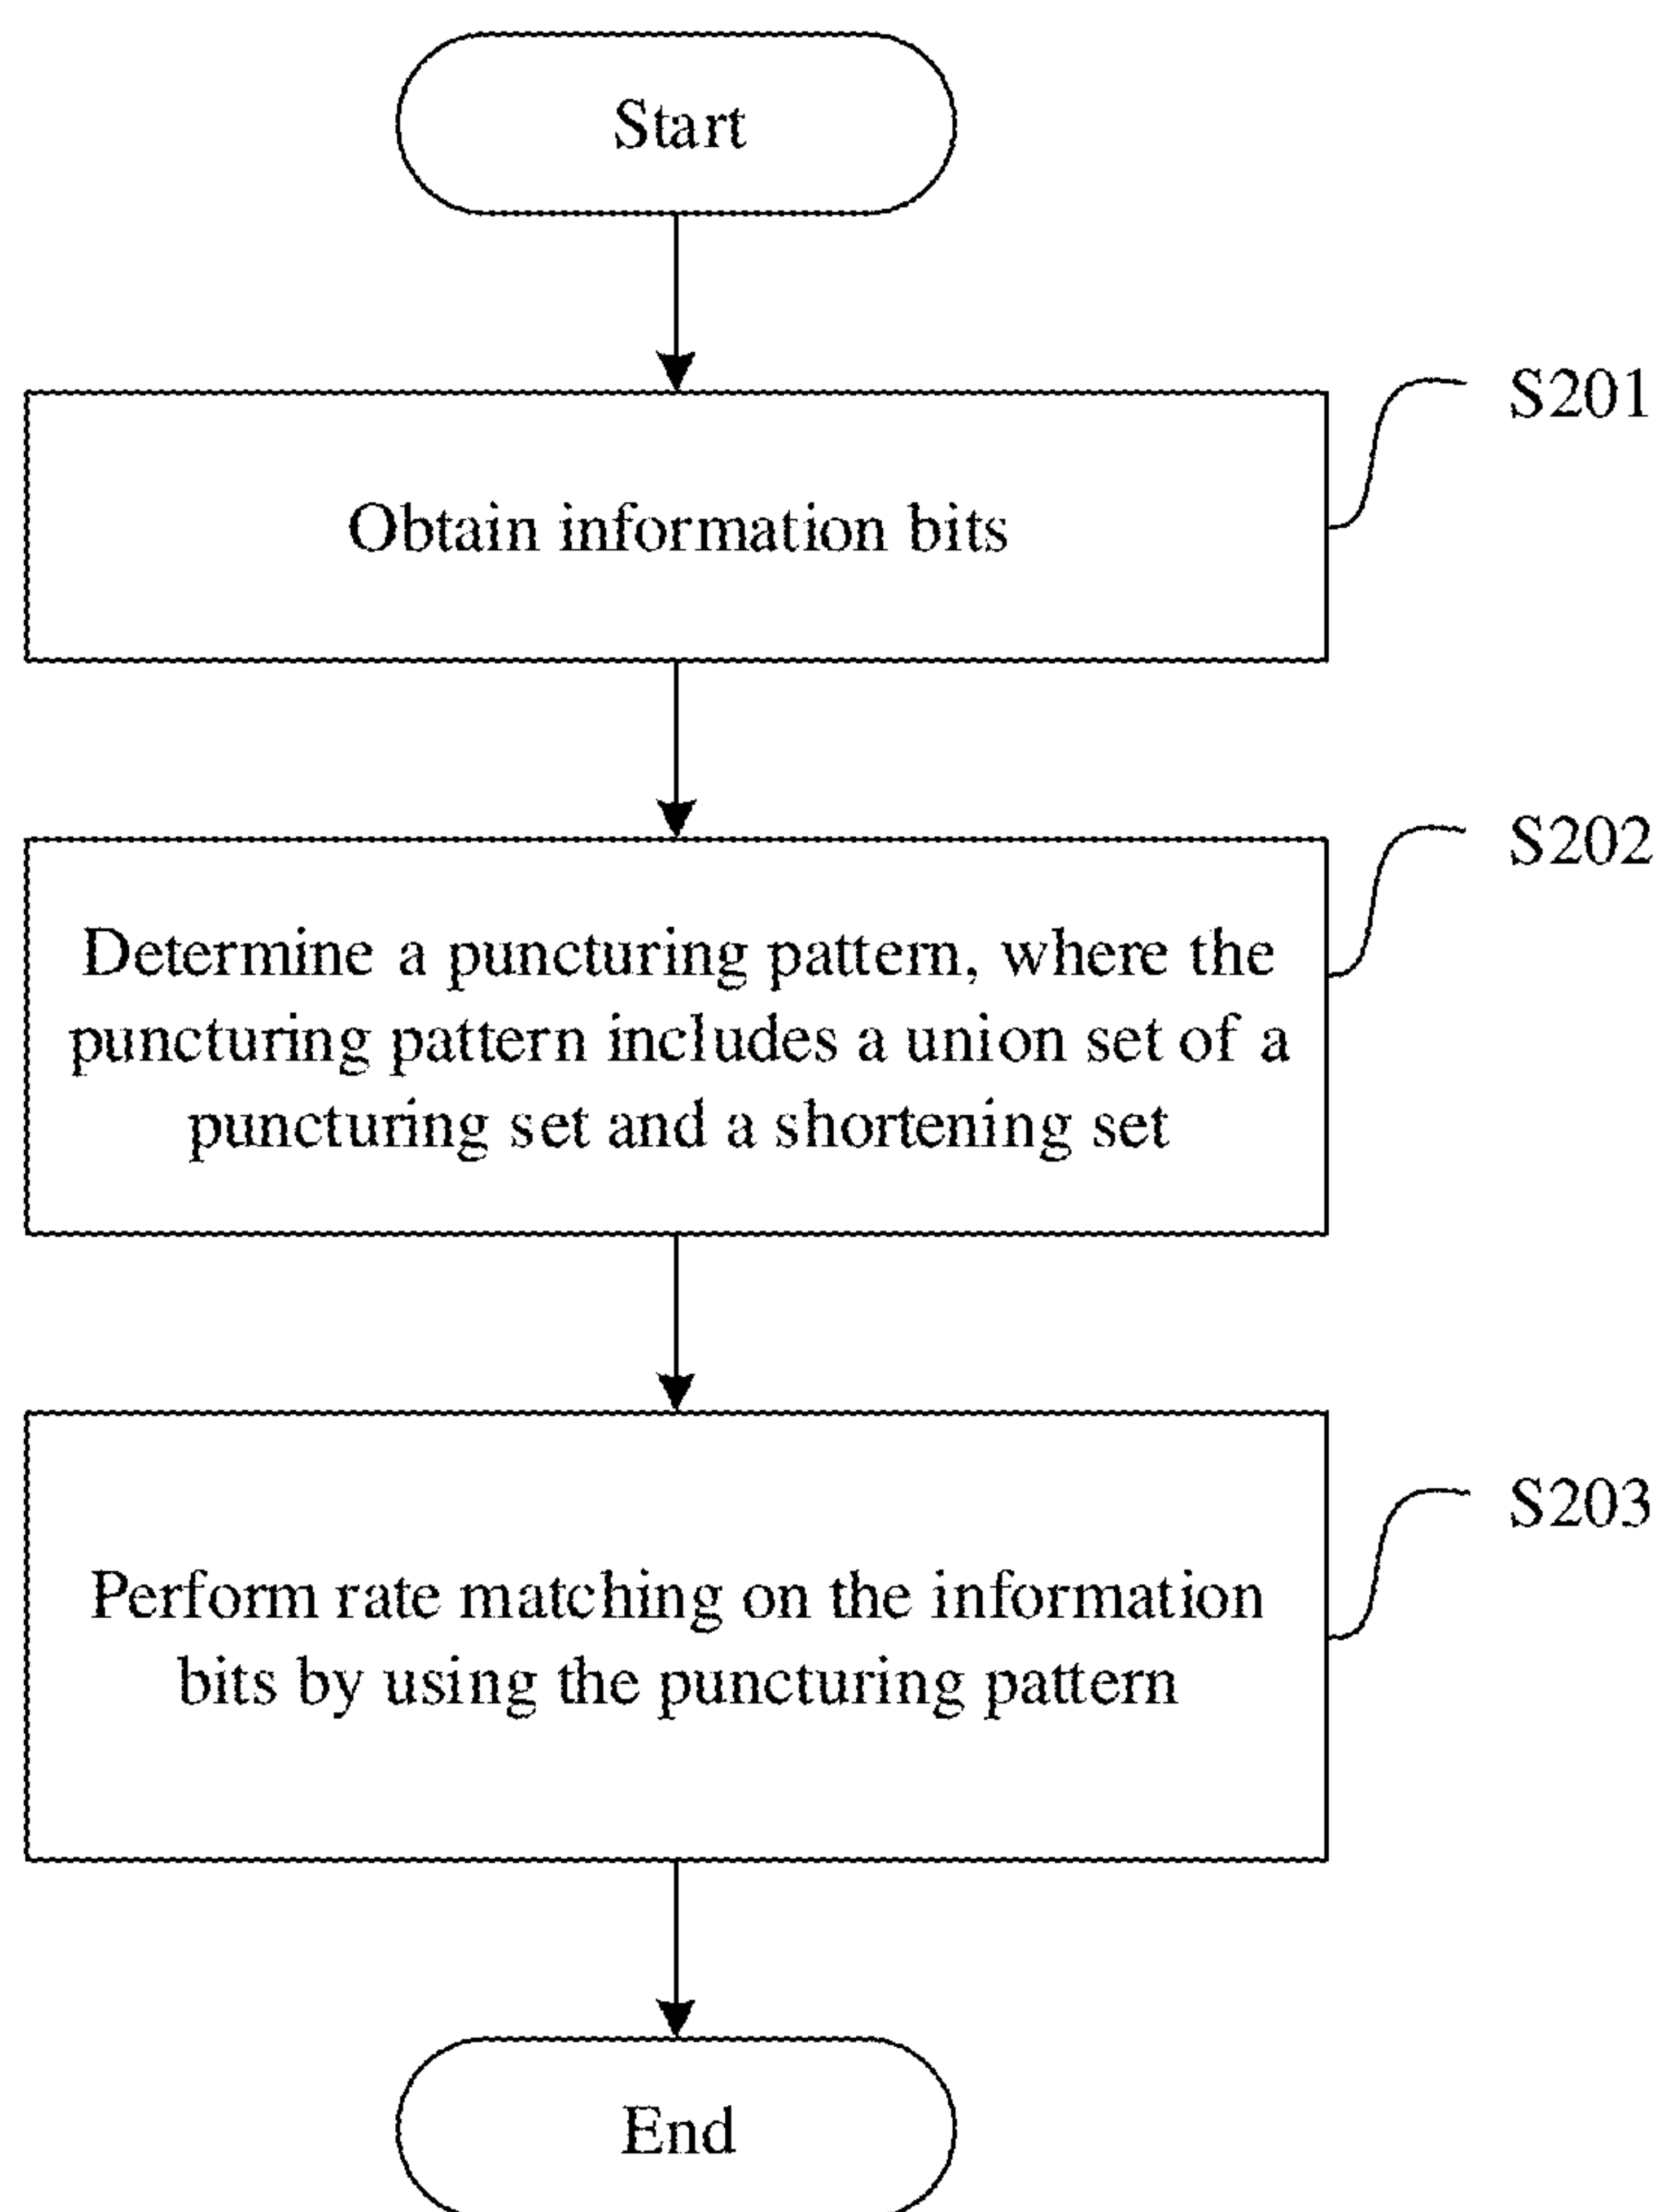 Start
S201
Obtain information bits
S202
Determine a puncturing pattern, where the
puncturing pattern includes a union set of a
puncturing set and a shortening set
S203
Perform rate matching on the information
bits by using the puncturing pattern
End